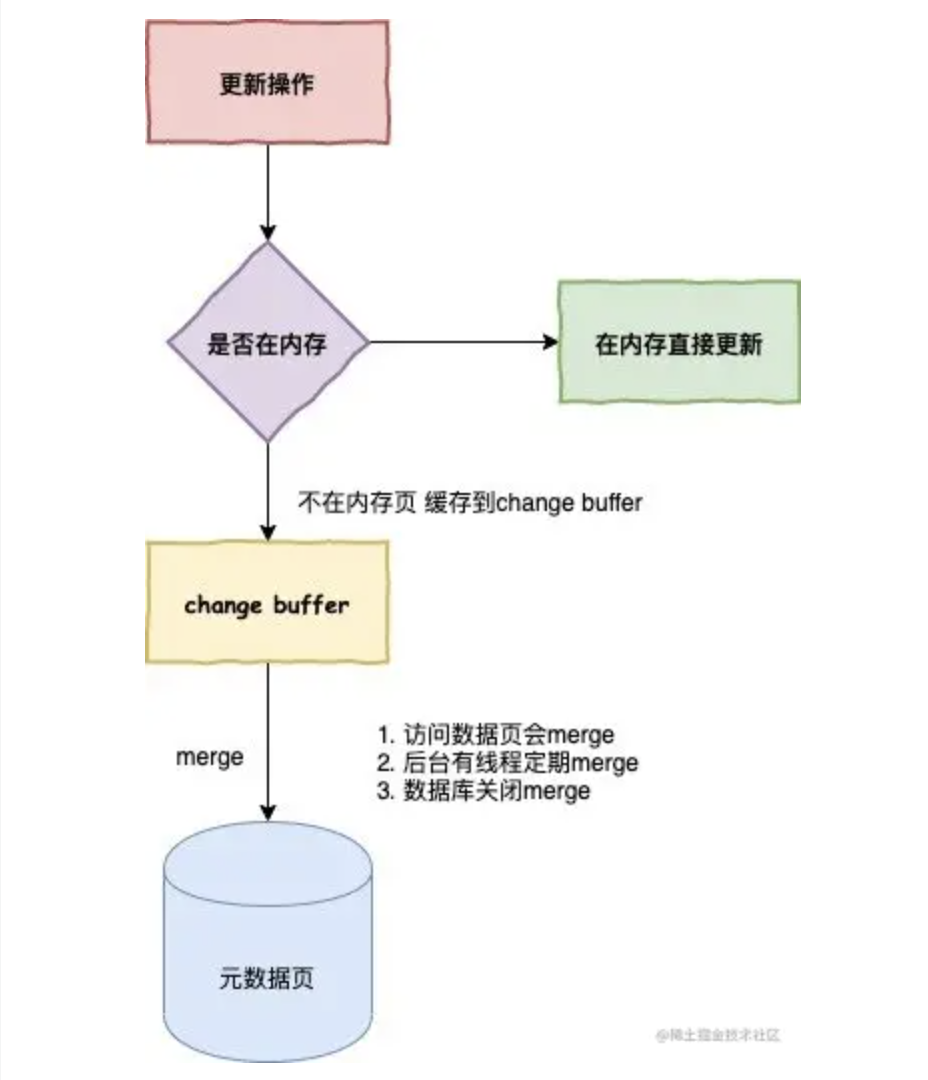 更新操作
是否在内存
在内存直接更新
不在内存页 缓存到change buffer
change buffer
merge
1. 访问数据页会merge
2. 后台有线程定期merge
3. 数据库关闭merge
元数据页
@稀土掘金技术社区